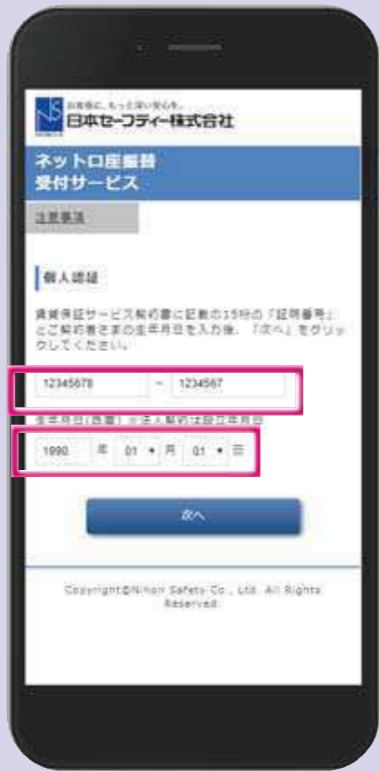 お客様に、もっと深い安心を。
日本セーフティー株式会社
ネット口座振替
受付サービス
注意事項
個人認証
賃貸保証サービス契約書に記載の15桁の「証明番号」
とご契約者さまの生年月日を入力後、「次へ」をクリッ
クしてください。
12345678 － 1234567
生年月日(西暦) ※法人契約は設立年月日
1990 年 01 月 01 日
次へ
Copyright©Nihon Safety Co., Ltd. All Rights
Reserved.